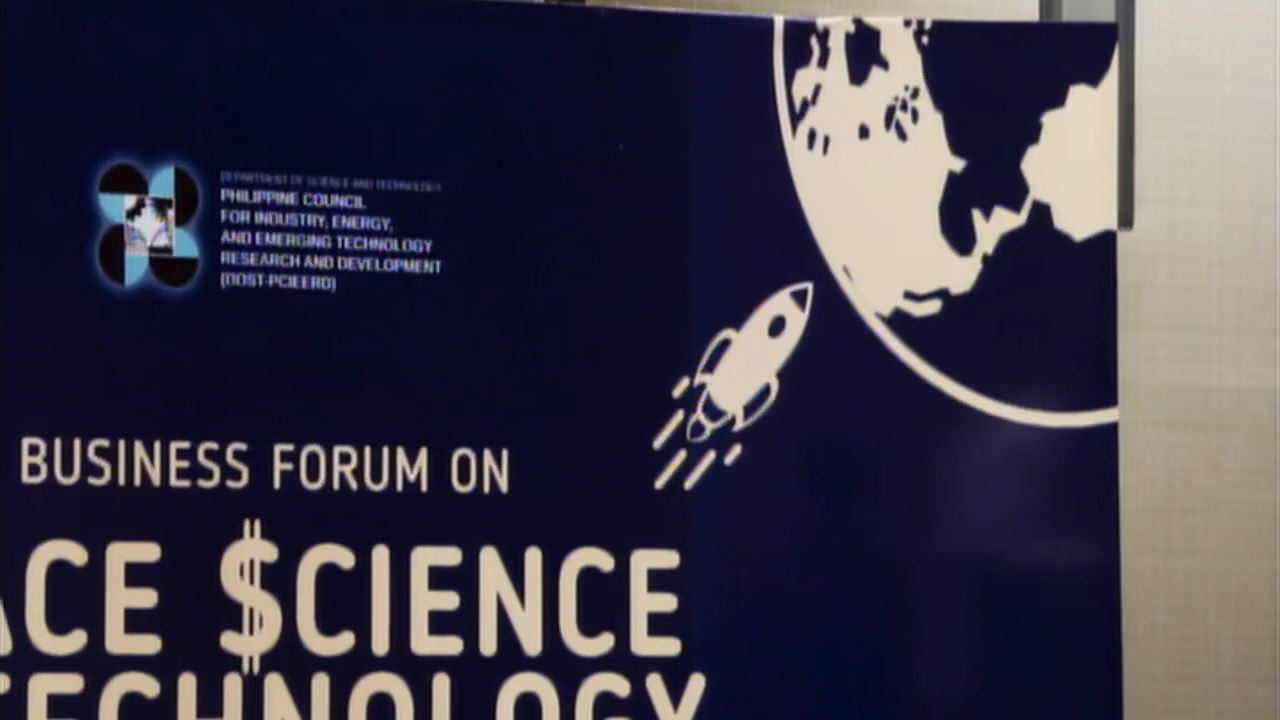 DEPARTMENT OF SCIENCE AND TECHNOLOGY
PHILIPPINE COUNCIL
FOR INDUSTRY, ENERGY,
AND EMERGING TECHNOLOGY
RESEARCH AND DEVELOPMENT
(DOST-PCIEERD)
BUSINESS FORUM ON
ACE $CIENCE
TECHNOLOGY